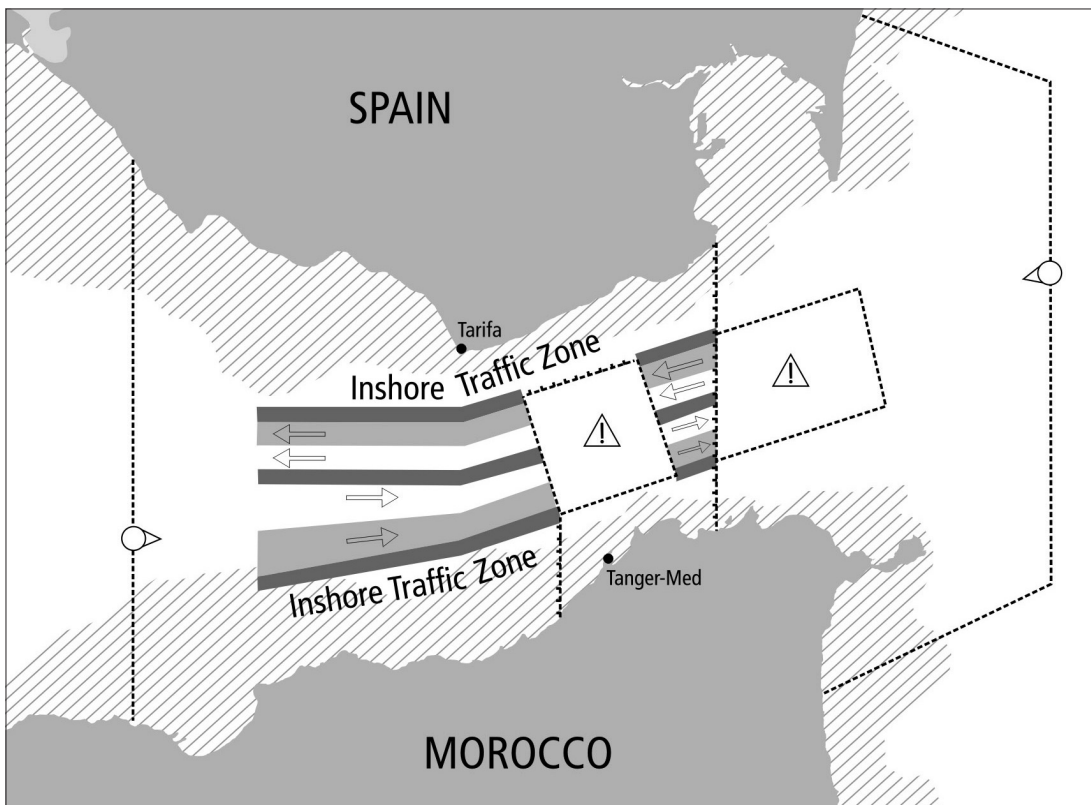 SPAIN
Tarifa
Inshore Traffic Zone
Inshore Traffic Zone
Tanger-Med
MOROCCO